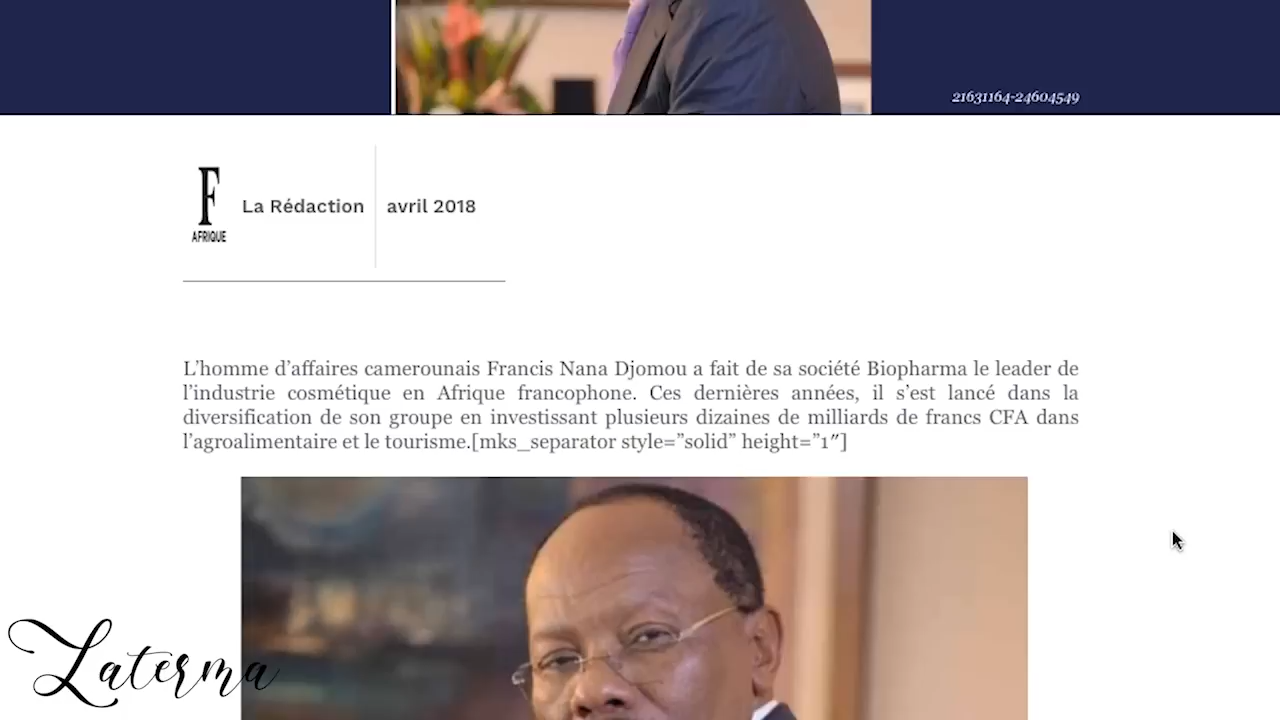 21631164-24604549
F
AFRIQUE
La Rédaction
avril 2018
L’homme d’affaires camerounais Francis Nana Djomou a fait de sa société Biopharma le leader de
l’industrie cosmétique en Afrique francophone. Ces dernières années, il s’est lancé dans la
diversification de son groupe en investissant plusieurs dizaines de milliards de francs CFA dans
l’agroalimentaire et le tourisme.[mks_separator style=”solid” height=”1″]
Laterma